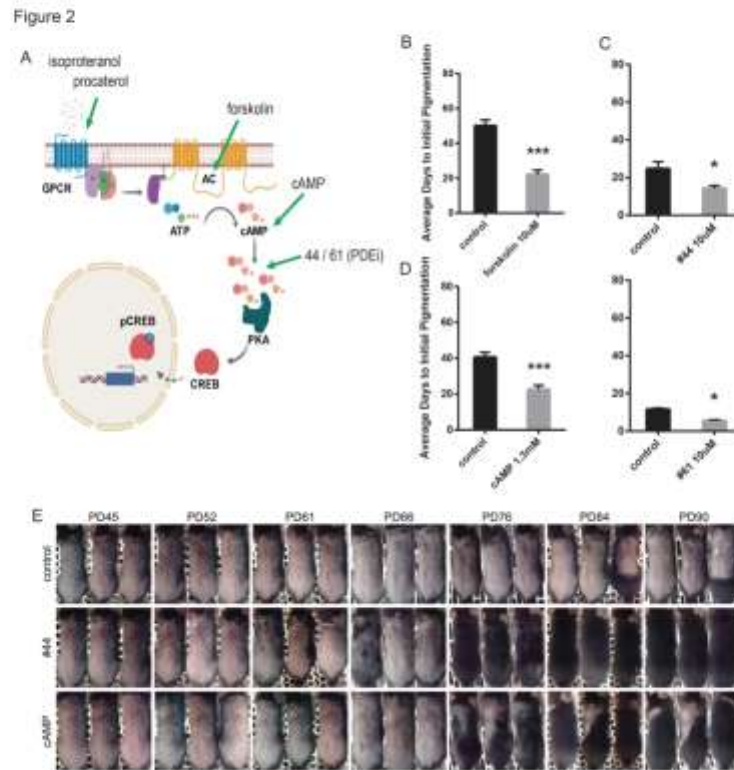 Figure 2
A
isoproteranol
procaterol
forskolin
GPCR
AC
ATP
cAMP
cAMP
44 / 61 (PDEi)
pCREB
PKA
CREB
B
Average Days to Initial Pigmentation
80
60
40
20
0
***
control
forskolin 10uM
C
80
60
40
20
0
*
control
#44 10uM
D
Average Days to Initial Pigmentation
80
60
40
20
0
***
control
cAMP 1.3mM
80
60
40
20
0
*
control
#61 10uM
E
PD45 PD52 PD61 PD66 PD76 PD84 PD90
control
#44
cAMP